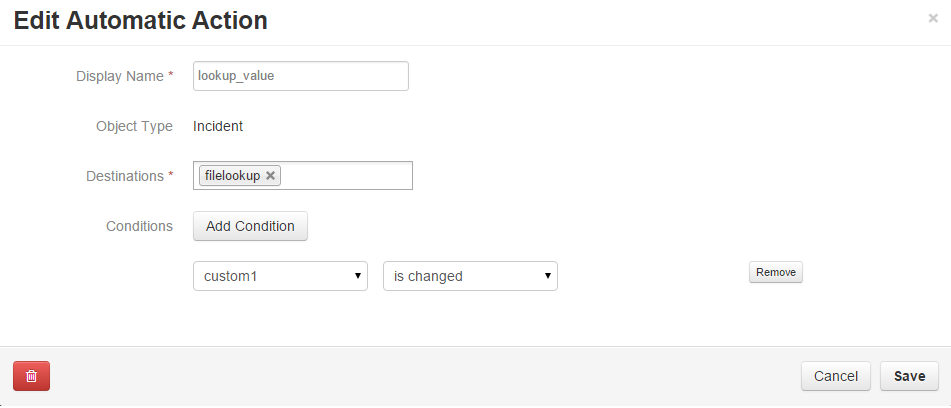 Edit Automatic Action ×
Display Name * lookup_value
Object Type Incident
Destinations * filelookup ×
Conditions Add Condition
custom1 is changed Remove
Cancel Save